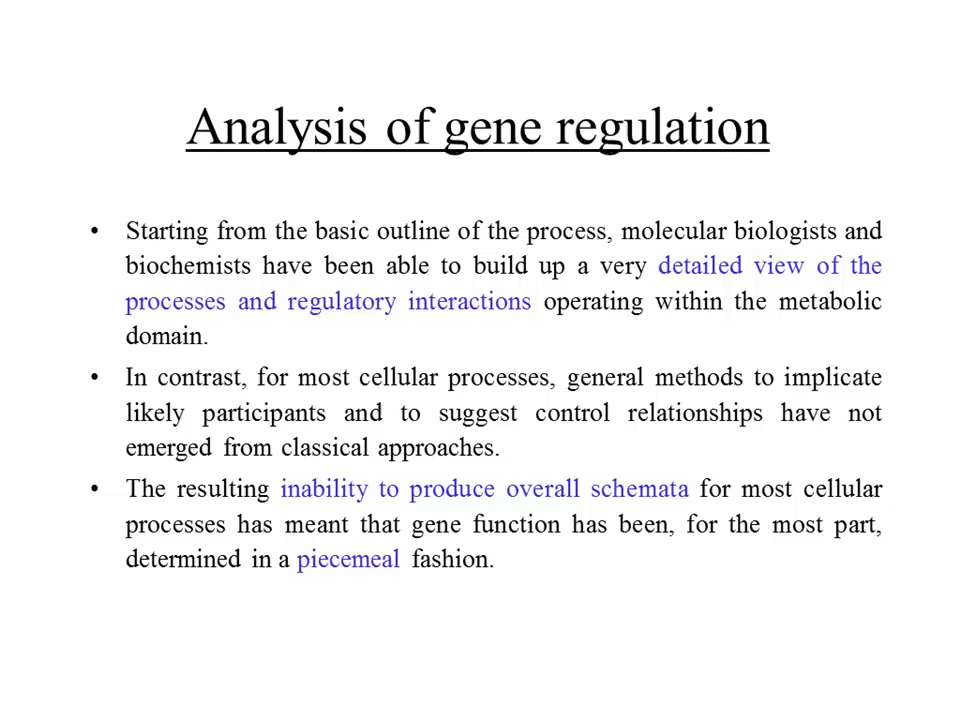 Analysis of gene regulation
• Starting from the basic outline of the process, molecular biologists and
biochemists have been able to build up a very detailed view of the
processes and regulatory interactions operating within the metabolic
domain.
• In contrast, for most cellular processes, general methods to implicate
likely participants and to suggest control relationships have not
emerged from classical approaches.
• The resulting inability to produce overall schemata for most cellular
processes has meant that gene function has been, for the most part,
determined in a piecemeal fashion.